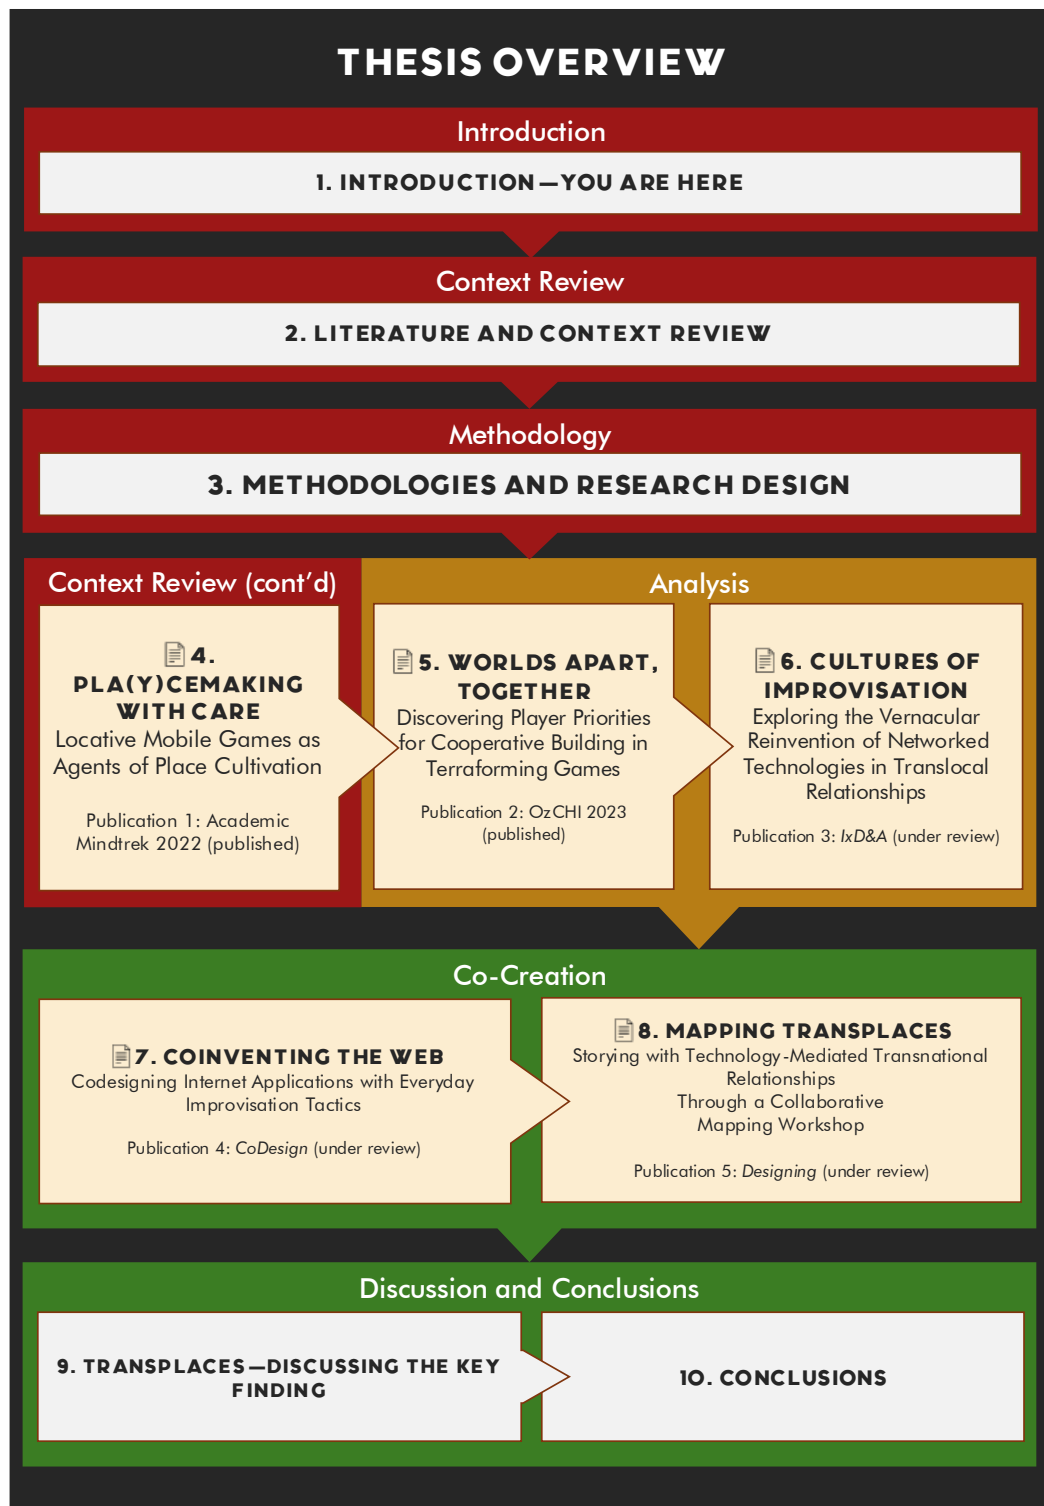 THESIS OVERVIEW
Introduction
1. INTRODUCTION—YOU ARE HERE
Context Review
2. LITERATURE AND CONTEXT REVIEW
Methodology
3. METHODOLOGIES AND RESEARCH DESIGN
Context Review (cont'd)
4.
PLA(Y)CEMAKING
WITH CARE
Locative Mobile Games as
Agents of Place Cultivation
Publication 1: Academic
Mindtrek 2022 (published)
Analysis
5. WORLDS APART,
TOGETHER
Discovering Player Priorities
for Cooperative Building in
Terraforming Games
Publication 2: OzCHI 2023
(published)
6. CULTURES OF
IMPROVISATION
Exploring the Vernacular
Reinvention of Networked
Technologies in Translocal
Relationships
Publication 3: IxD&A (under review)
Co-Creation
7. COINVENTING THE WEB
Codesigning Internet Applications with Everyday
Improvisation Tactics
Publication 4: CoDesign (under review)
8. MAPPING TRANSPLACES
Storying with Technology-Mediated Transnational
Relationships
Through a Collaborative
Mapping Workshop
Publication 5: Designing (under review)
Discussion and Conclusions
9. TRANSPLACES—DISCUSSING THE KEY
FINDING
10. CONCLUSIONS